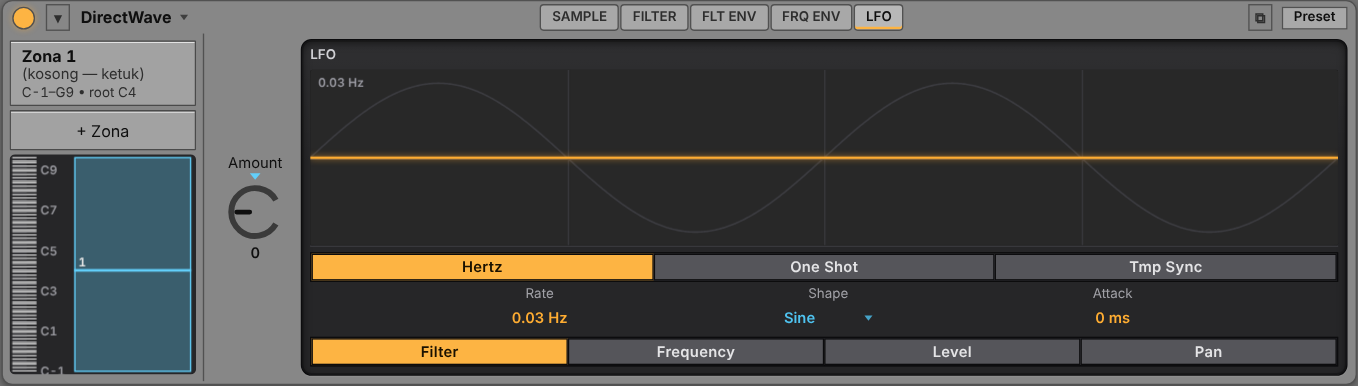 DirectWave
SAMPLE
FILTER
FLT ENV
FRQ ENV
LFO
Preset
Zona 1
(kosong — ketuk)
C-1–G9 • root C4
+ Zona
C9
C7
C5
1
C3
C1
C-1
Amount
0
LFO
0.03 Hz
Hertz
One Shot
Tmp Sync
Rate
Shape
Attack
0.03 Hz
Sine
0 ms
Filter
Frequency
Level
Pan